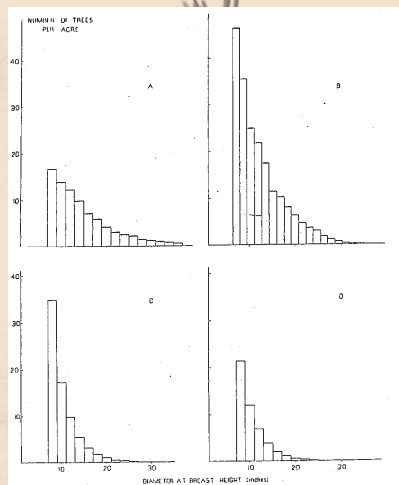 NUMBER OF TREES
PER ACRE
40
30
20
10
A
B
40
30
20
10
C
D
10 20 30
10 20 30
DIAMETER AT BREAST HEIGHT (inches)